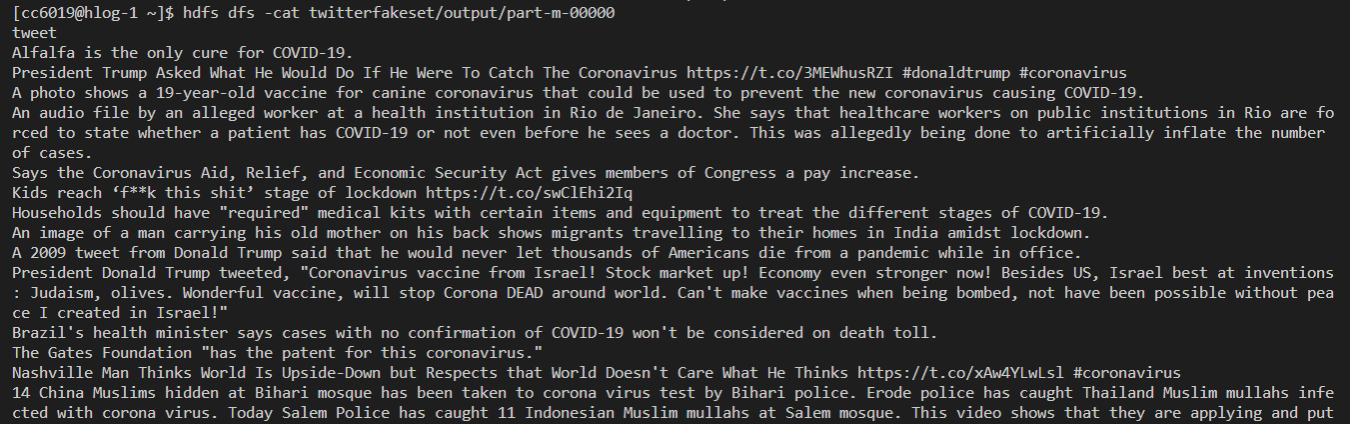 [cc6019@hlog-1 ~]$ hdfs dfs -cat twitterfakeset/output/part-m-00000
tweet
Alfalfa is the only cure for COVID-19.
President Trump Asked What He Would Do If He Were To Catch The Coronavirus https://t.co/3MEWhusRZI #donaldtrump #coronavirus
A photo shows a 19-year-old vaccine for canine coronavirus that could be used to prevent the new coronavirus causing COVID-19.
An audio file by an alleged worker at a health institution in Rio de Janeiro. She says that healthcare workers on public institutions in Rio are fo
rced to state whether a patient has COVID-19 or not even before he sees a doctor. This was allegedly being done to artificially inflate the number
of cases.
Says the Coronavirus Aid, Relief, and Economic Security Act gives members of Congress a pay increase.
Kids reach ‘f**k this shit’ stage of lockdown https://t.co/swClEhi2Iq
Households should have "required" medical kits with certain items and equipment to treat the different stages of COVID-19.
An image of a man carrying his old mother on his back shows migrants travelling to their homes in India amidst lockdown.
A 2009 tweet from Donald Trump said that he would never let thousands of Americans die from a pandemic while in office.
President Donald Trump tweeted, "Coronavirus vaccine from Israel! Stock market up! Economy even stronger now! Besides US, Israel best at inventions
: Judaism, olives. Wonderful vaccine, will stop Corona DEAD around world. Can't make vaccines when being bombed, not have been possible without pea
ce I created in Israel!"
Brazil's health minister says cases with no confirmation of COVID-19 won't be considered on death toll.
The Gates Foundation "has the patent for this coronavirus."
Nashville Man Thinks World Is Upside-Down but Respects that World Doesn't Care What He Thinks https://t.co/xAw4YLwLsl #coronavirus
14 China Muslims hidden at Bihari mosque has been taken to corona virus test by Bihari police. Erode police has caught Thailand Muslim mullahs infe
cted with corona virus. Today Salem Police has caught 11 Indonesian Muslim mullahs at Salem mosque. This video shows that they are applying and put